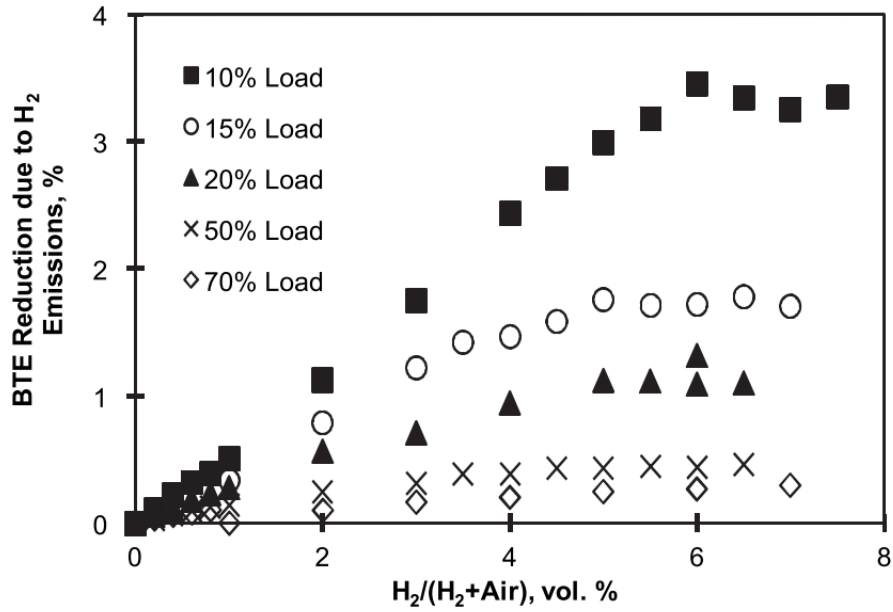 4
3
2
1
0
BTE Reduction due to H₂
Emissions, %
10% Load
15% Load
20% Load
50% Load
70% Load
0 2 4 6 8
H₂/(H₂+Air), vol. %